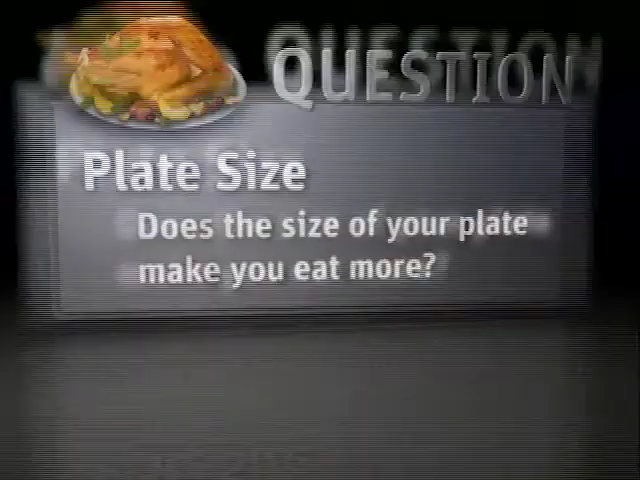 QUESTION
Plate Size
Does the size of your plate
make you eat more?